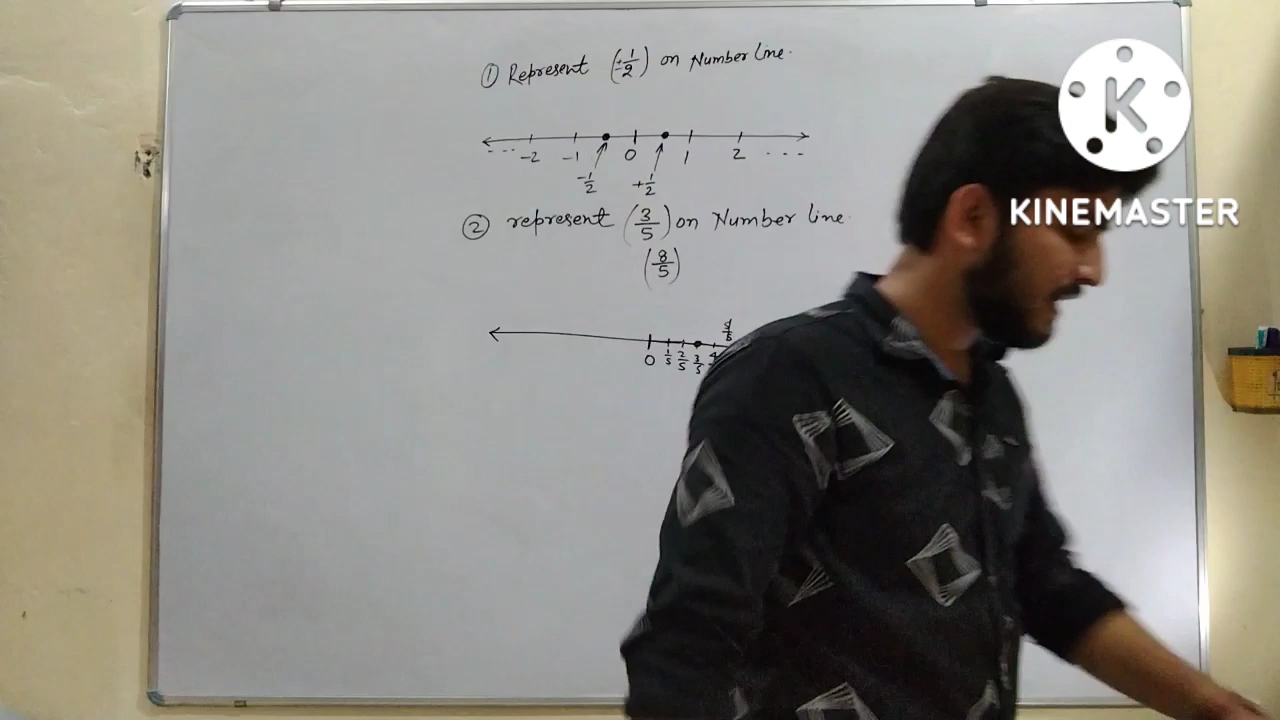 ① Represent (±1/2) on Number line.
... -2 -1 0 1 2 ....
-1/2 +1/2
② represent (3/5) on Number line.
(8/5)
0 1/5 2/5 3/5
KINEMASTER